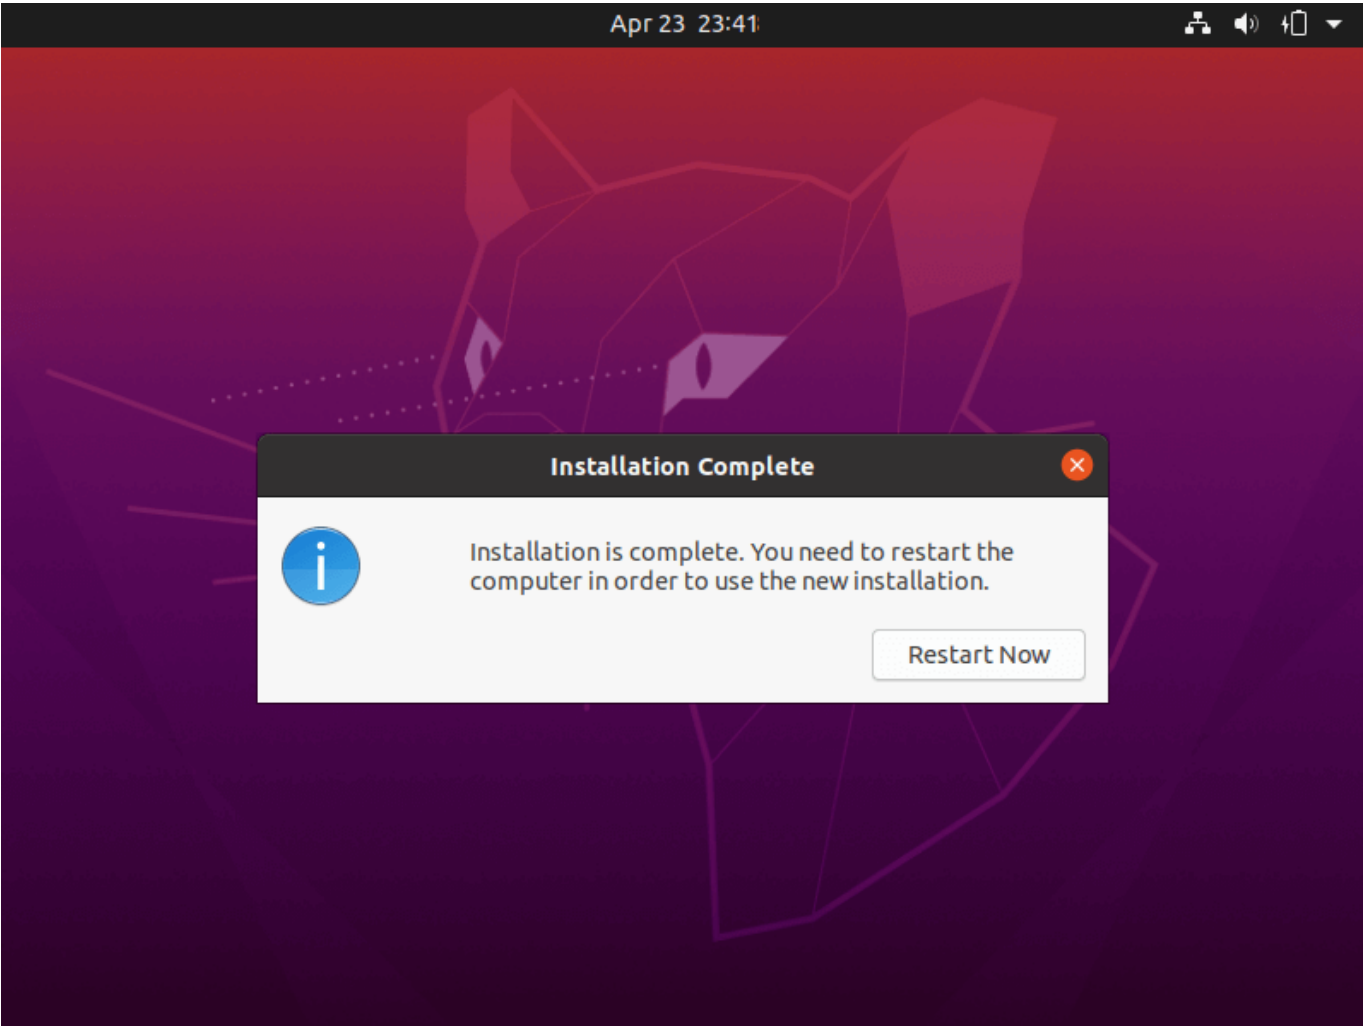 Apr 23 23:41
Installation Complete
Installation is complete. You need to restart the
computer in order to use the new installation.
Restart Now